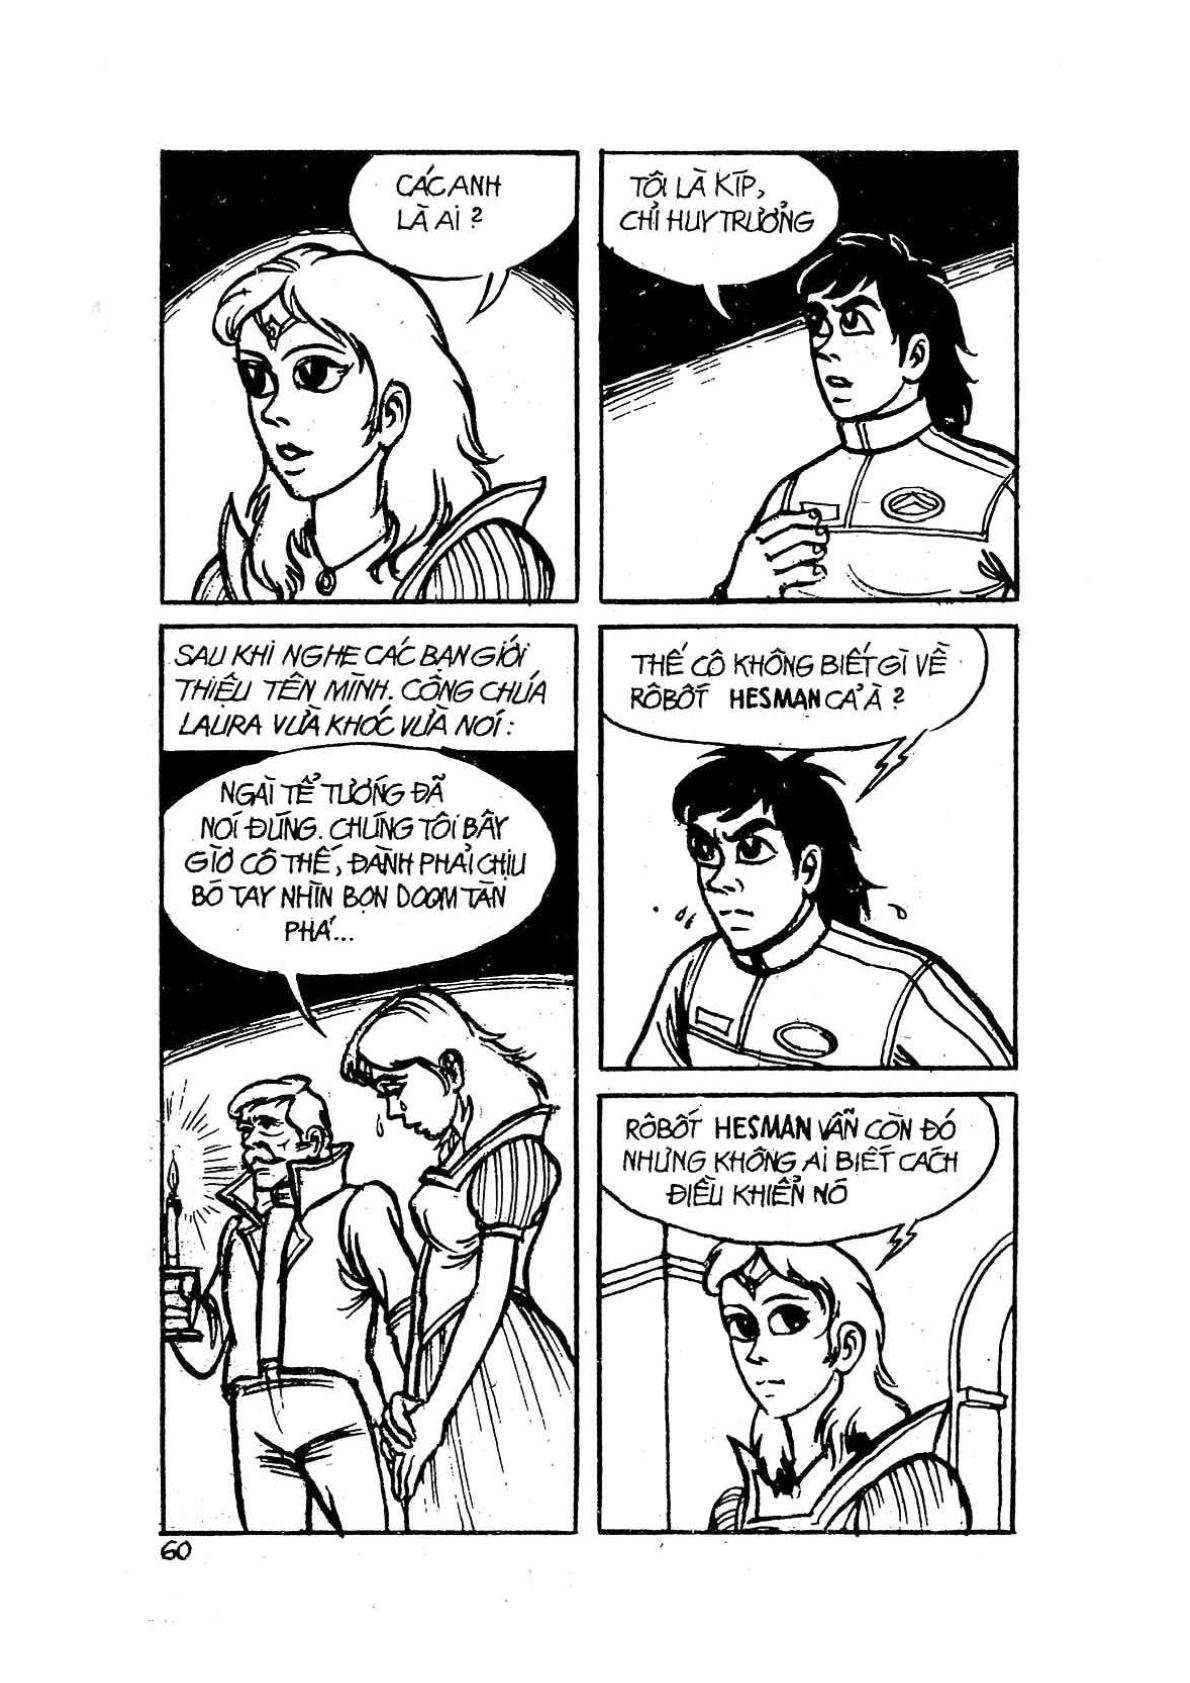 CÁC ANH
LÀ AI ?
TÔI LÀ KÍP,
CHỈ HUY TRƯỞNG
SAU KHI NGHE CÁC BẠN GIỚI
THIỆU TÊN MÌNH. CÔNG CHÚA
LAURA VỪA KHÓC VỪA NÓI :
NGÀI TỂ TƯỚNG ĐÃ
NÓI ĐÚNG. CHÚNG TÔI BÂY
GIỜ CÔ THẾ, ĐÀNH PHẢI CHỊU
BÓ TAY NHÌN BỌN DOOM TÀN
PHÁ...
THẾ CÔ KHÔNG BIẾT GÌ VỀ
RÔBỐT HESMAN CẢ À ?
RÔBỐT HESMAN VẪN CÒN ĐÓ
NHƯNG KHÔNG AI BIẾT CÁCH
ĐIỀU KHIỂN NÓ
60